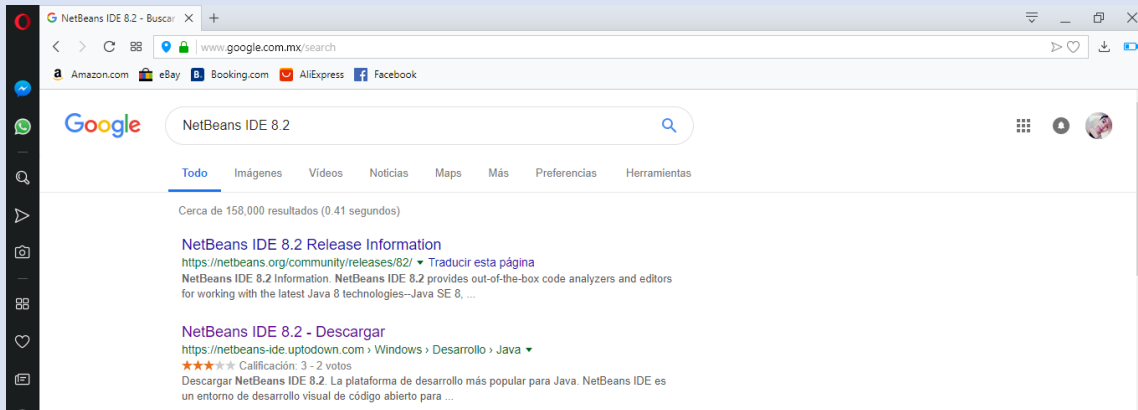 NetBeans IDE 8.2 - Buscar
www.google.com.mx/search
Amazon.com eBay Booking.com AliExpress Facebook
Google NetBeans IDE 8.2
Todo Imágenes Vídeos Noticias Maps Más Preferencias Herramientas
Cerca de 158,000 resultados (0.41 segundos)
NetBeans IDE 8.2 Release Information
https://netbeans.org/community/releases/82/ ▾ Traducir esta página
NetBeans IDE 8.2 Information. NetBeans IDE 8.2 provides out-of-the-box code analyzers and editors
for working with the latest Java 8 technologies--Java SE 8, ...
NetBeans IDE 8.2 - Descargar
https://netbeans-ide.uptodown.com › Windows › Desarrollo › Java ▾
Calificación: 3 - 2 votos
Descargar NetBeans IDE 8.2. La plataforma de desarrollo más popular para Java. NetBeans IDE es
un entorno de desarrollo visual de código abierto para ...